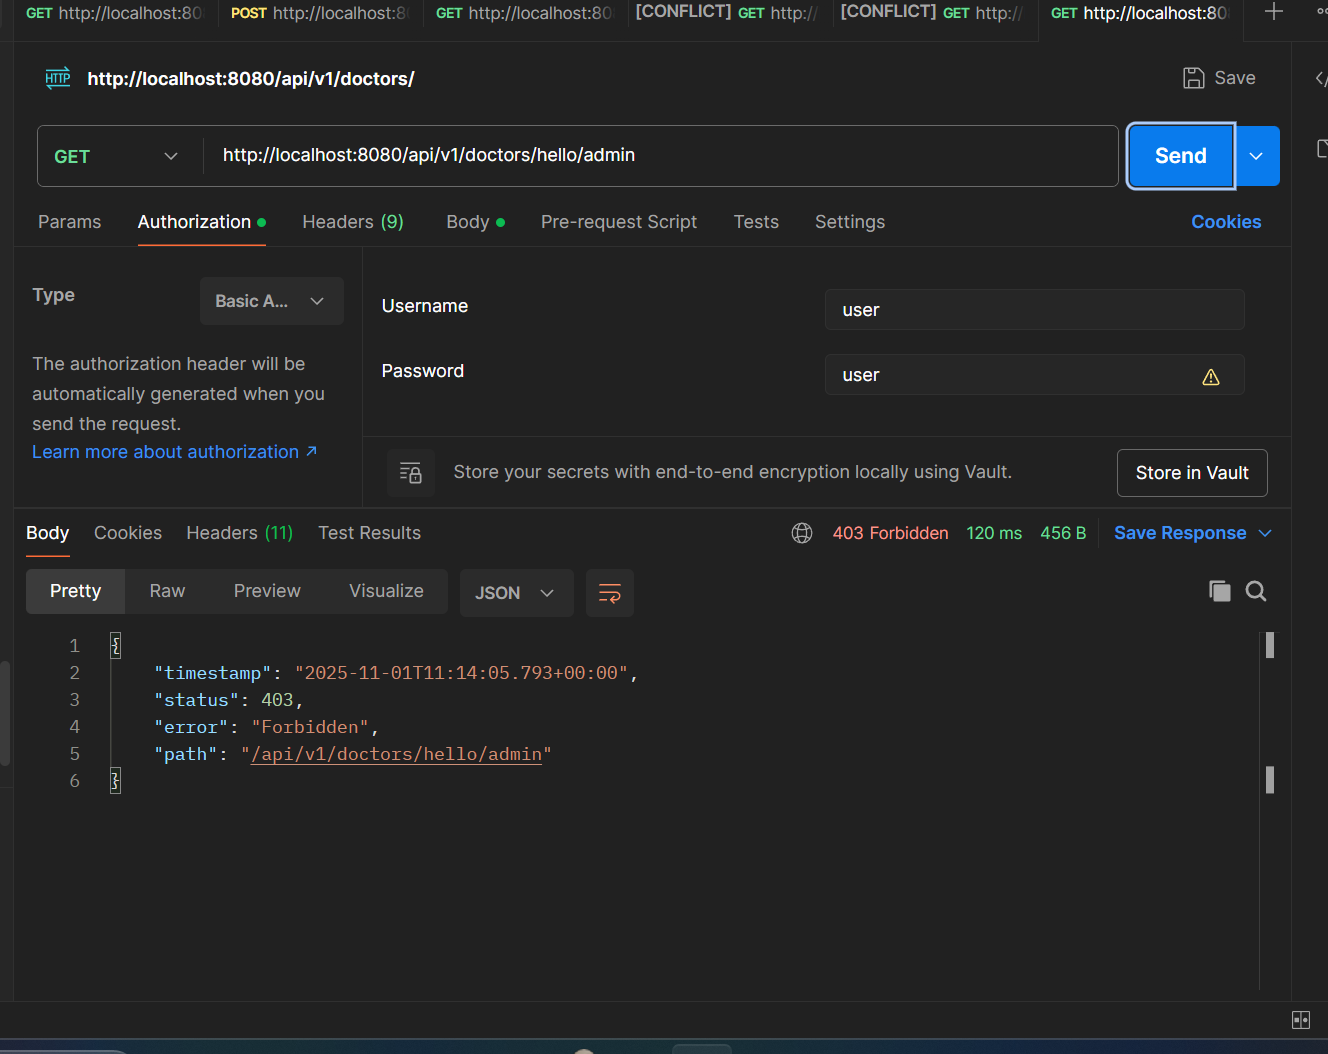 GET http://localhost:80
POST http://localhost:8
GET http://localhost:80
[CONFLICT] GET http://
[CONFLICT] GET http://
GET http://localhost:80
HTTP http://localhost:8080/api/v1/doctors/
Save
GET
http://localhost:8080/api/v1/doctors/hello/admin
Send
Params Authorization Headers (9) Body Pre-request Script Tests Settings Cookies
Type
Basic A...
The authorization header will be
automatically generated when you
send the request.
Learn more about authorization ↗
Username
user
Password
user
Store your secrets with end-to-end encryption locally using Vault.
Store in Vault
Body Cookies Headers (11) Test Results
403 Forbidden 120 ms 456 B Save Response
Pretty Raw Preview Visualize JSON
1 {
2 "timestamp": "2025-11-01T11:14:05.793+00:00",
3 "status": 403,
4 "error": "Forbidden",
5 "path": "/api/v1/doctors/hello/admin"
6 }